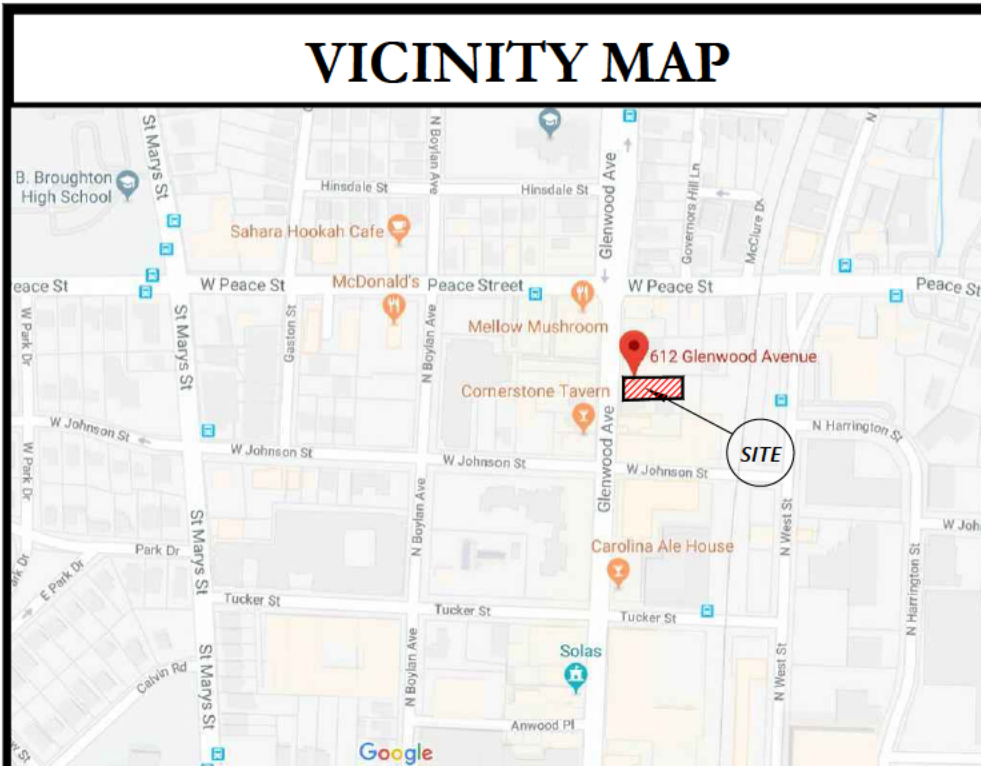 VICINITY MAP
St Marys St
N Boylan Ave
Glenwood Ave
Governors Hill Ln
McClure Dr
N
B. Broughton
High School
Hinsdale St
Hinsdale St
Sahara Hookah Cafe
eace St
W Peace St
McDonald's
Peace Street
W Peace St
Peace St
W Park Dr
St Marys St
Gaston St
N Boylan Ave
Mellow Mushroom
612 Glenwood Avenue
Cornerstone Tavern
Glenwood Ave
W Johnson St
W Johnson St
W Johnson St
W Johnson St
N Harrington St
SITE
W Park Dr
St Marys St
N Boylan Ave
N West St
W Joh
Park Dr
Carolina Ale House
ark Dr
E Park Dr
Tucker St
Tucker St
Tucker St
N Harrington St
St Marys St
N Boylan Ave
N West St
Calvin Rd
Solas
Anwood Pl
w St
Google